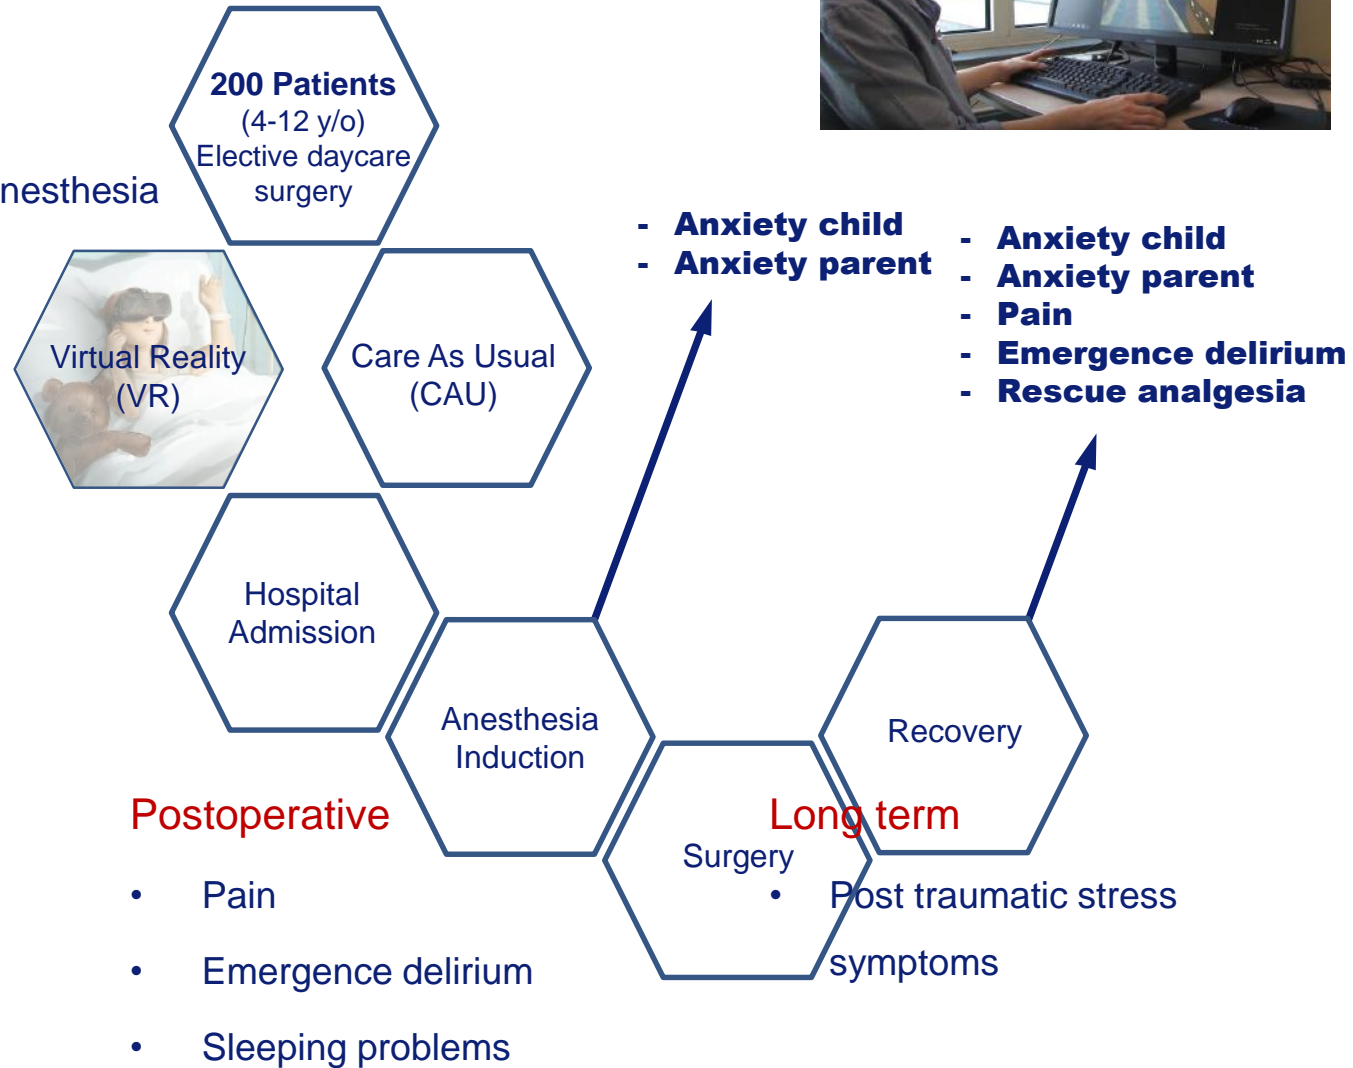 200 Patients
(4-12 y/o)
Elective daycare
surgery
nesthesia
Virtual Reality
(VR)
Care As Usual
(CAU)
- Anxiety child
- Anxiety parent
- Anxiety child
- Anxiety parent
- Pain
- Emergence delirium
- Rescue analgesia
Hospital
Admission
Anesthesia
Induction
Surgery
Recovery
Postoperative
• Pain
• Emergence delirium
• Sleeping problems
Long term
• Post traumatic stress
symptoms